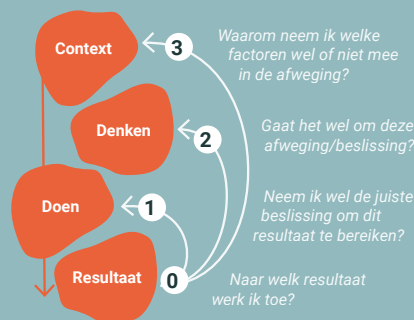 Context
3
Waarom neem ik welke
factoren wel of niet mee
in de afweging?
Denken
2
Gaat het wel om deze
afweging/beslissing?
Doen
1
Neem ik wel de juiste
beslissing om dit
resultaat te bereiken?
Resultaat
0
Naar welk resultaat
werk ik toe?